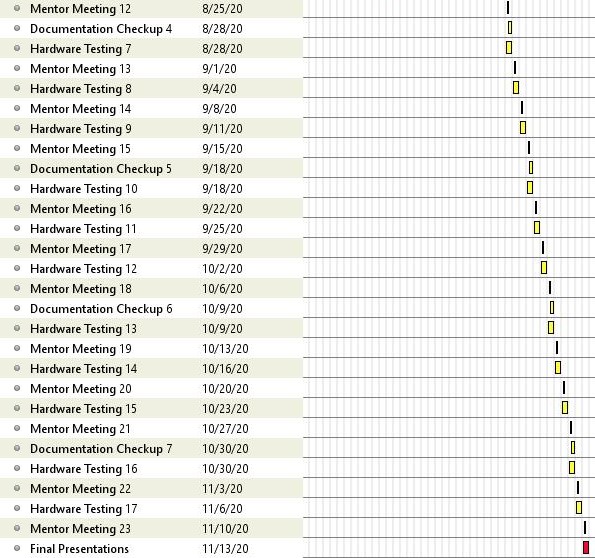 Mentor Meeting 12 8/25/20
Documentation Checkup 4 8/28/20
Hardware Testing 7 8/28/20
Mentor Meeting 13 9/1/20
Hardware Testing 8 9/4/20
Mentor Meeting 14 9/8/20
Hardware Testing 9 9/11/20
Mentor Meeting 15 9/15/20
Documentation Checkup 5 9/18/20
Hardware Testing 10 9/18/20
Mentor Meeting 16 9/22/20
Hardware Testing 11 9/25/20
Mentor Meeting 17 9/29/20
Hardware Testing 12 10/2/20
Mentor Meeting 18 10/6/20
Documentation Checkup 6 10/9/20
Hardware Testing 13 10/9/20
Mentor Meeting 19 10/13/20
Hardware Testing 14 10/16/20
Mentor Meeting 20 10/20/20
Hardware Testing 15 10/23/20
Mentor Meeting 21 10/27/20
Documentation Checkup 7 10/30/20
Hardware Testing 16 10/30/20
Mentor Meeting 22 11/3/20
Hardware Testing 17 11/6/20
Mentor Meeting 23 11/10/20
Final Presentations 11/13/20